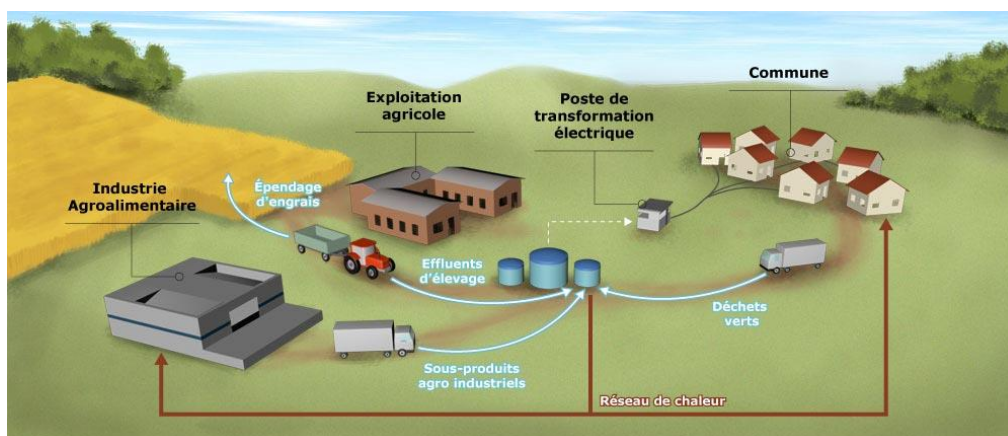 Commune
Exploitation
agricole
Poste de
transformation
électrique
Industrie
Agroalimentaire
Épendage
d'engrais
Effluents
d'élevage
Déchets
verts
Sous-produits
agro industriels
Réseau de chaleur